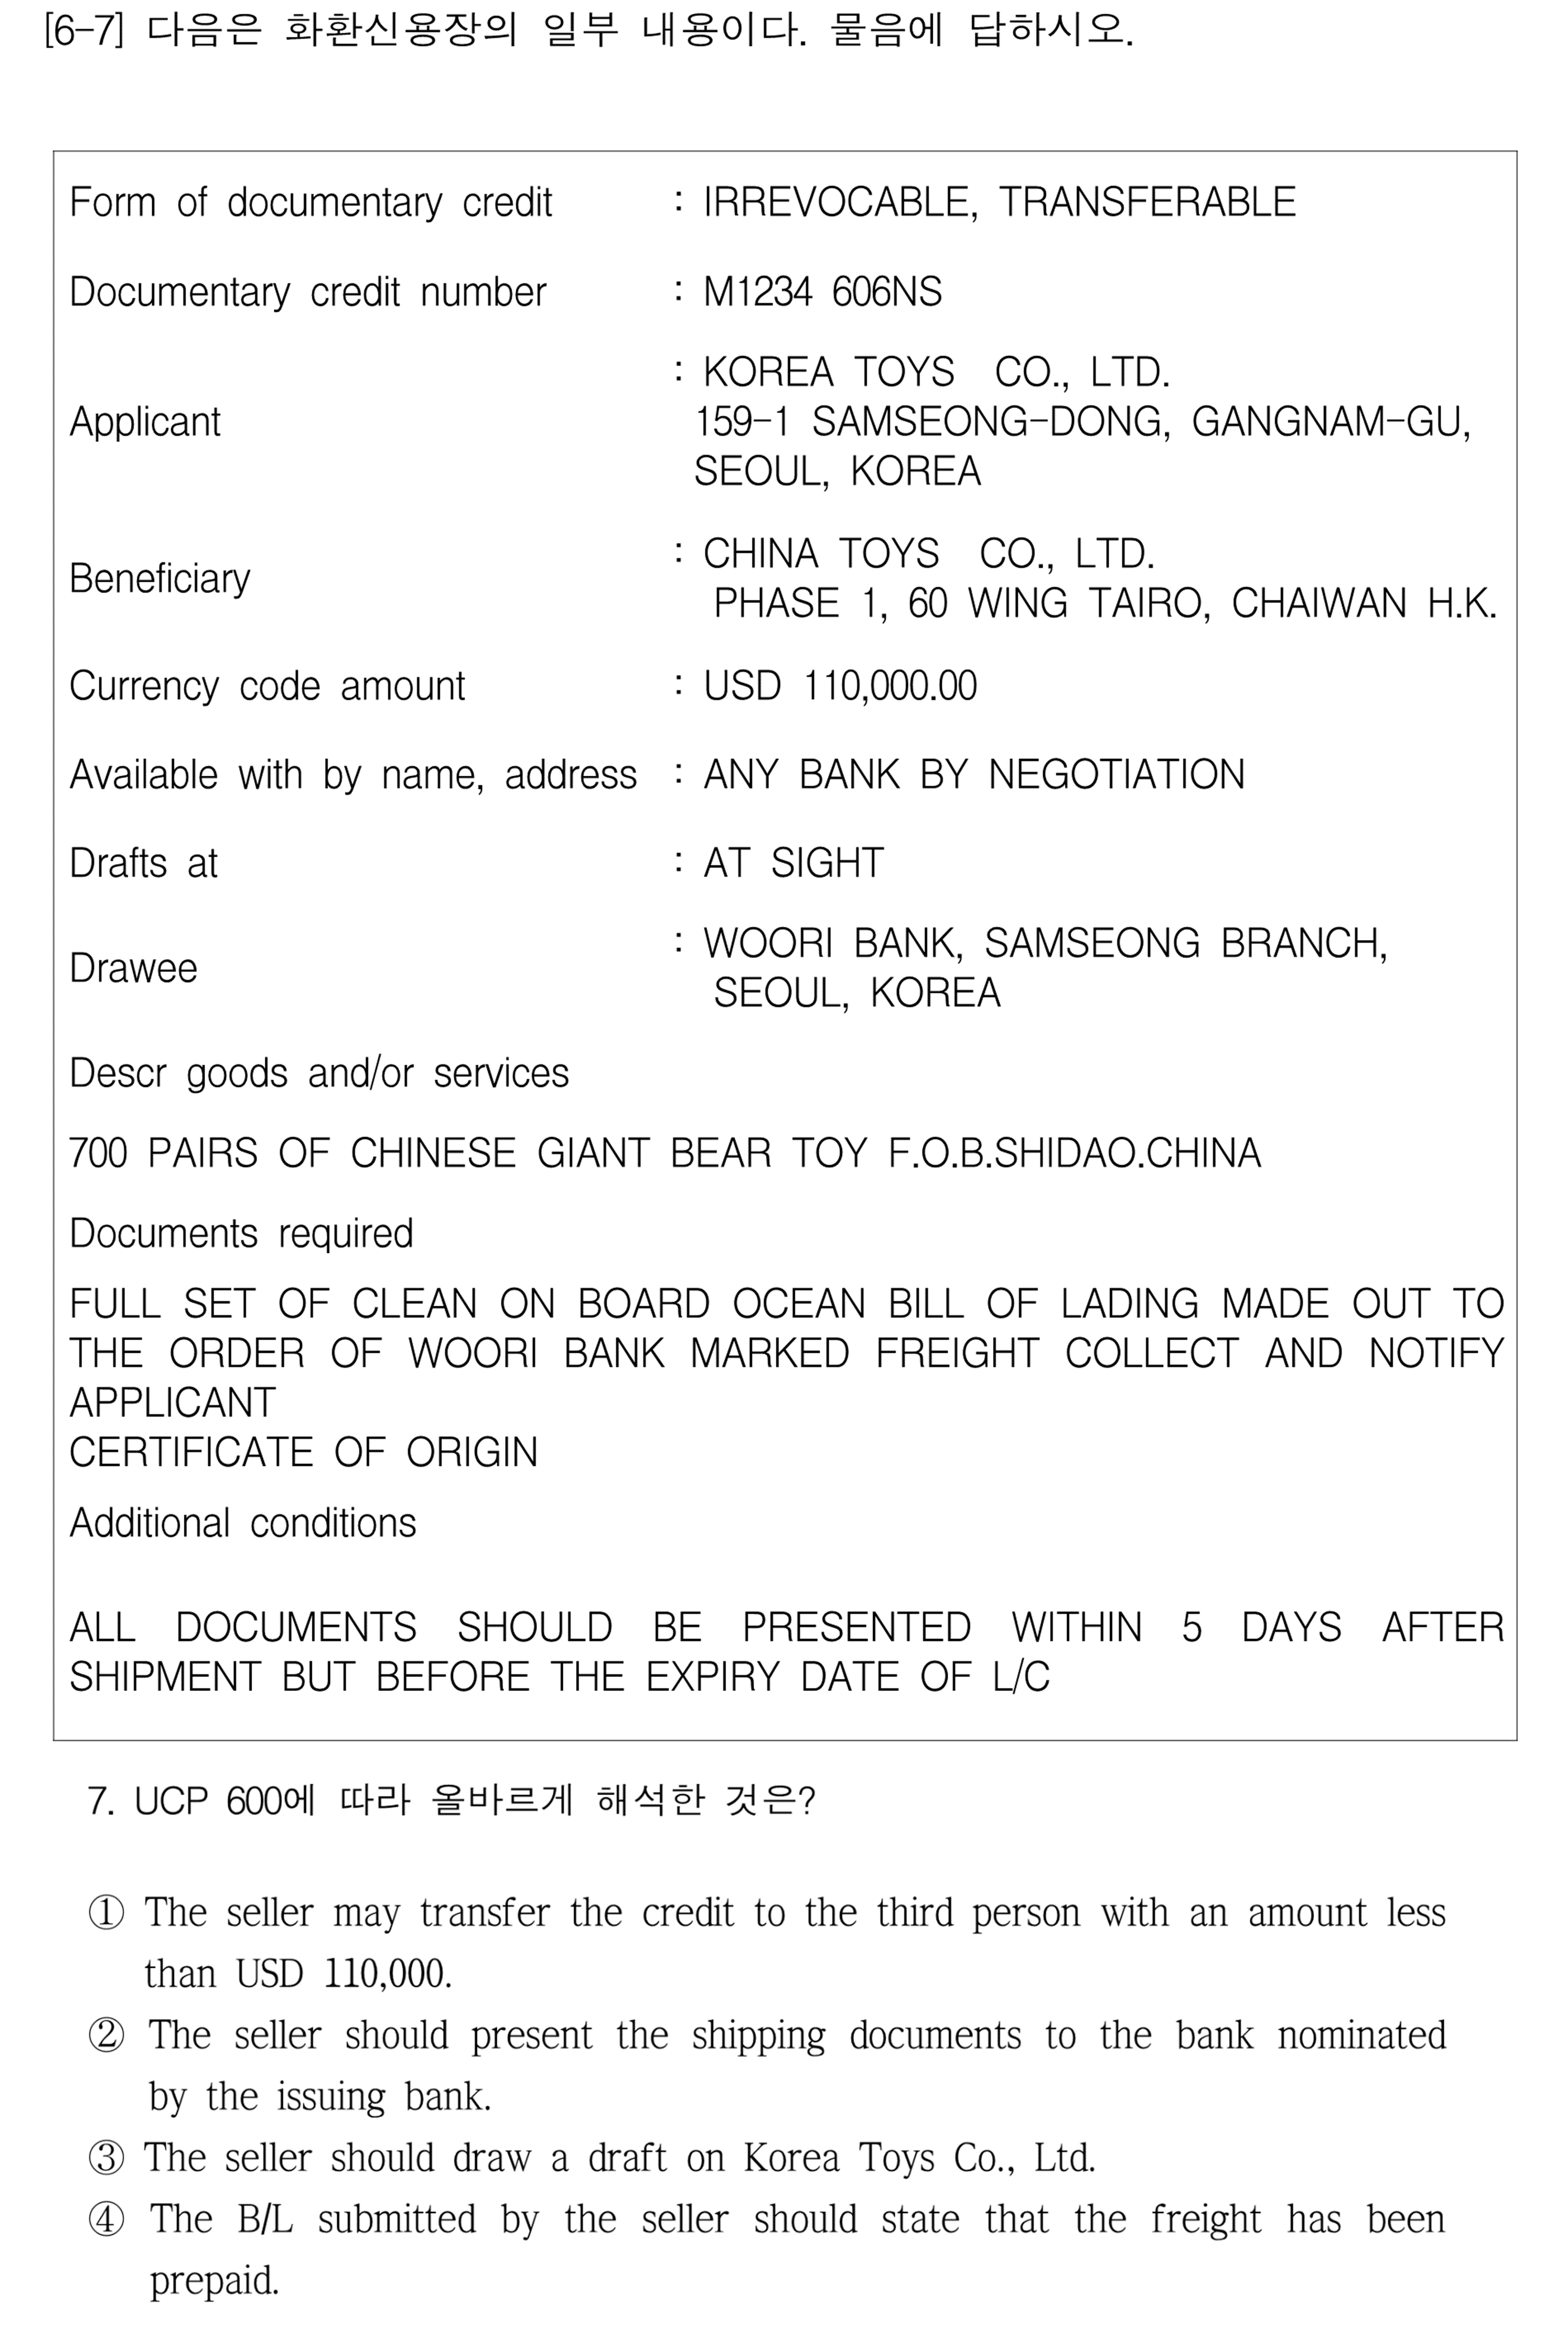 [6-7] 다음은 화환신용장의 일부 내용이다. 물음에 답하시오.
Form of documentary credit : IRREVOCABLE, TRANSFERABLE
Documentary credit number : M1234 606NS
Applicant : KOREA TOYS CO., LTD.
159-1 SAMSEONG-DONG, GANGNAM-GU,
SEOUL, KOREA
Beneficiary : CHINA TOYS CO., LTD.
PHASE 1, 60 WING TAIRO, CHAIWAN H.K.
Currency code amount : USD 110,000.00
Available with by name, address : ANY BANK BY NEGOTIATION
Drafts at : AT SIGHT
Drawee : WOORI BANK, SAMSEONG BRANCH,
SEOUL, KOREA
Descr goods and/or services
700 PAIRS OF CHINESE GIANT BEAR TOY F.O.B.SHIDAO.CHINA
Documents required
FULL SET OF CLEAN ON BOARD OCEAN BILL OF LADING MADE OUT TO
THE ORDER OF WOORI BANK MARKED FREIGHT COLLECT AND NOTIFY
APPLICANT
CERTIFICATE OF ORIGIN
Additional conditions
ALL DOCUMENTS SHOULD BE PRESENTED WITHIN 5 DAYS AFTER
SHIPMENT BUT BEFORE THE EXPIRY DATE OF L/C
7. UCP 600에 따라 올바르게 해석한 것은?
① The seller may transfer the credit to the third person with an amount less
than USD 110,000.
② The seller should present the shipping documents to the bank nominated
by the issuing bank.
③ The seller should draw a draft on Korea Toys Co., Ltd.
④ The B/L submitted by the seller should state that the freight has been
prepaid.